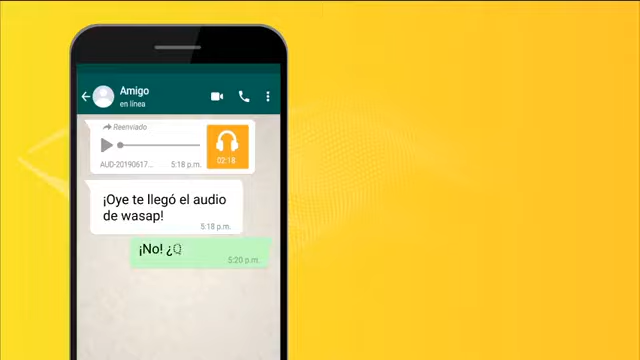 Amigo
en línea
Reenviado
02:18
AUD-20190617... 5:18 p.m.
¡Oye te llegó el audio
de wasap!
5:18 p.m.
¡No! ¿Q
5:20 p.m.